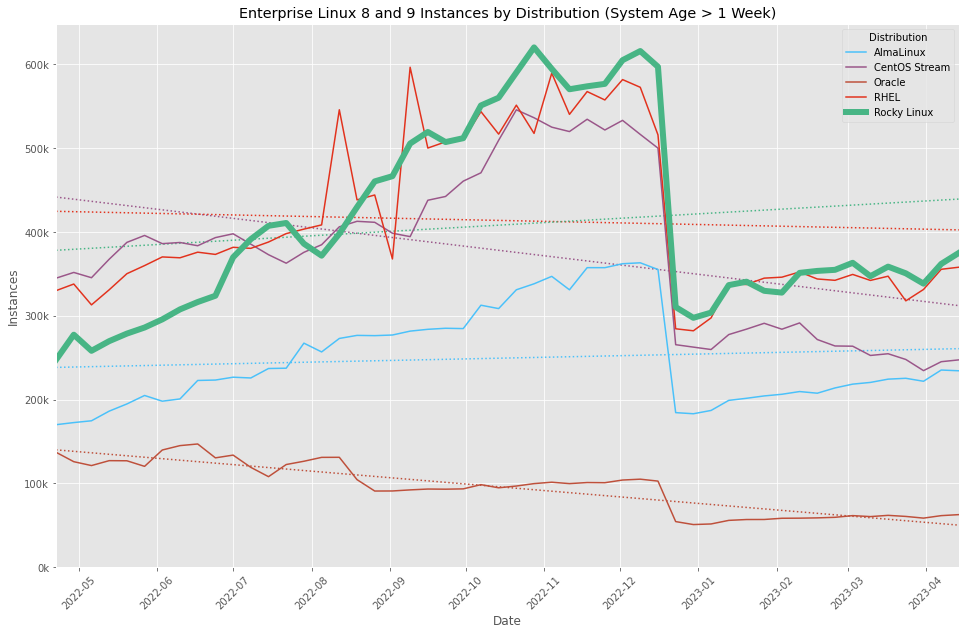 Enterprise Linux 8 and 9 Instances by Distribution (System Age > 1 Week)
Distribution
AlmaLinux
CentOS Stream
Oracle
RHEL
Rocky Linux
600k
500k
400k
300k
200k
100k
0k
Instances
2022-05
2022-06
2022-07
2022-08
2022-09
2022-10
2022-11
2022-12
2023-01
2023-02
2023-03
2023-04
Date